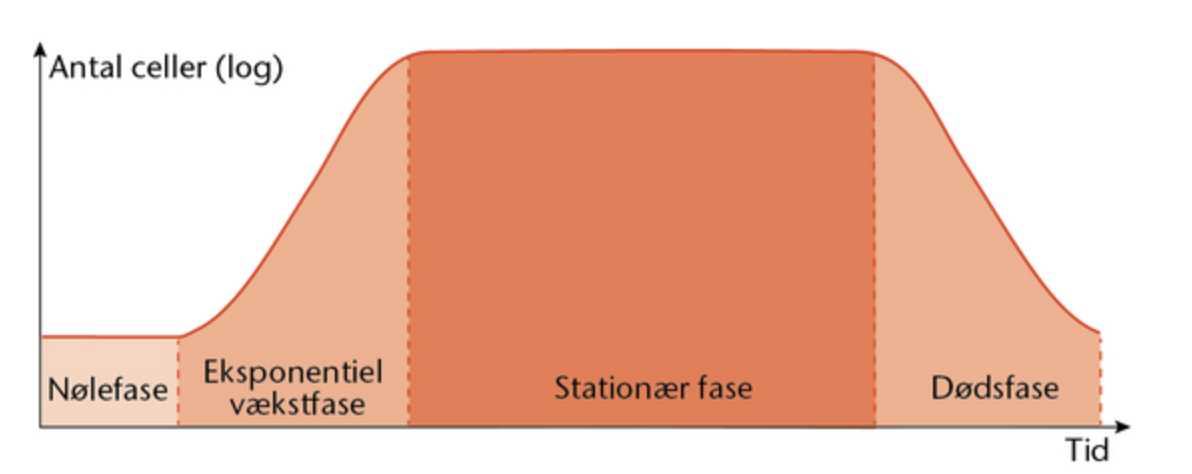 Antal celler (log)
Nølefase
Eksponentiel
vækstfase
Stationær fase
Dødsfase
Tid